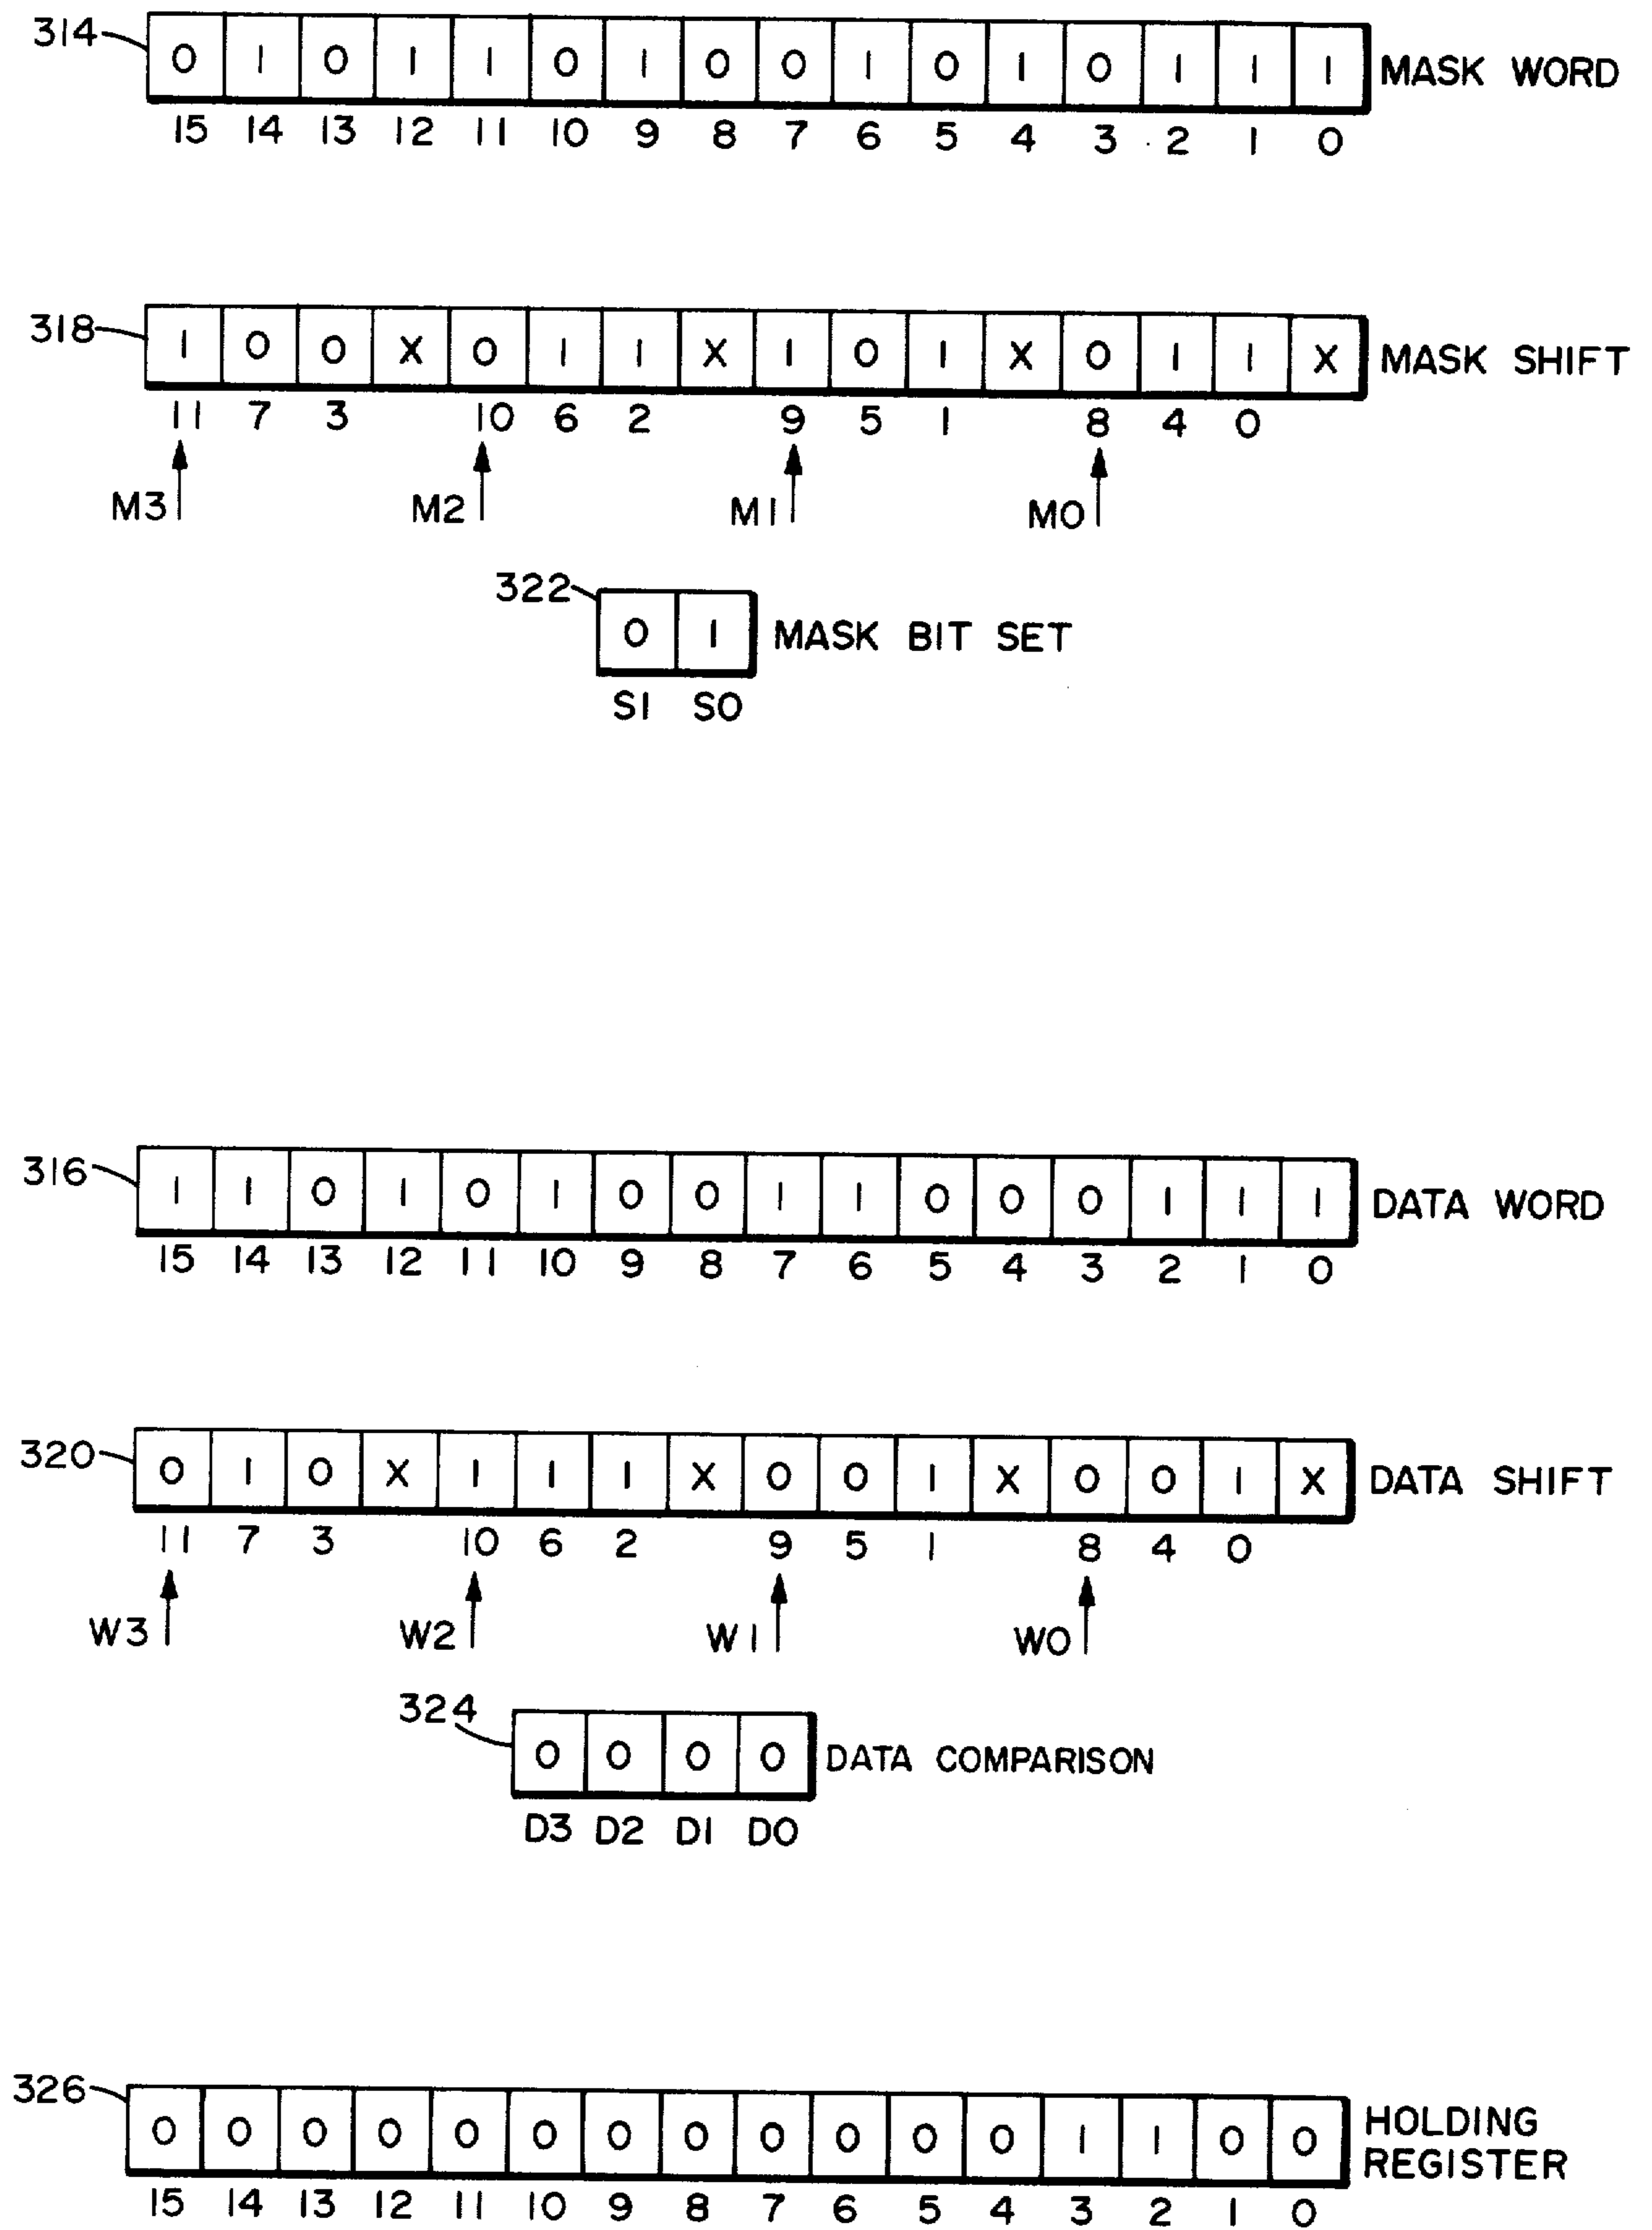 314 0 1 0 1 1 0 1 0 0 1 0 1 0 1 1 1 MASK WORD
15 14 13 12 11 10 9 8 7 6 5 4 3 2 1 0
318 1 0 0 X 0 1 1 X 1 0 1 X 0 1 1 X MASK SHIFT
11 7 3 10 6 2 9 5 1 8 4 0
M3 M2 M1 M0
322 0 1 MASK BIT SET
S1 S0
316 1 1 0 1 0 1 0 0 1 1 0 0 0 1 1 1 DATA WORD
15 14 13 12 11 10 9 8 7 6 5 4 3 2 1 0
320 0 1 0 X 1 1 1 X 0 0 1 X 0 0 1 X DATA SHIFT
11 7 3 10 6 2 9 5 1 8 4 0
W3 W2 W1 W0
324 0 0 0 0 DATA COMPARISON
D3 D2 D1 D0
326 0 0 0 0 0 0 0 0 0 0 0 0 1 1 0 0 HOLDING
REGISTER
15 14 13 12 11 10 9 8 7 6 5 4 3 2 1 0